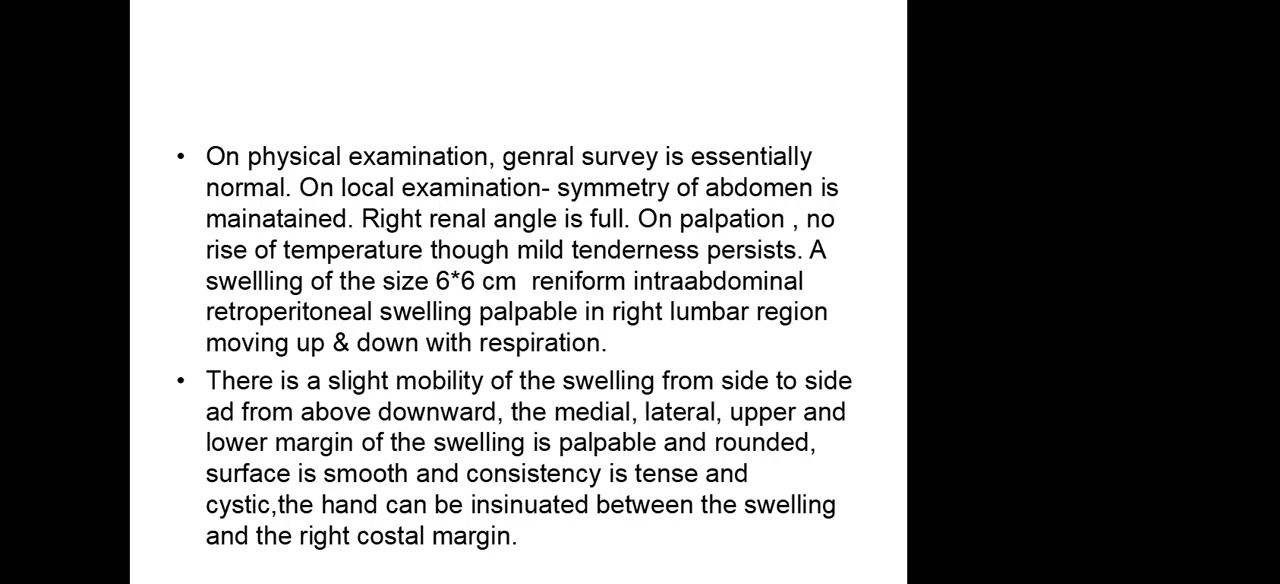 • On physical examination, genral survey is essentially
normal. On local examination- symmetry of abdomen is
mainatained. Right renal angle is full. On palpation , no
rise of temperature though mild tenderness persists. A
swellling of the size 6*6 cm  reniform intraabdominal
retroperitoneal swelling palpable in right lumbar region
moving up & down with respiration.
• There is a slight mobility of the swelling from side to side
ad from above downward, the medial, lateral, upper and
lower margin of the swelling is palpable and rounded,
surface is smooth and consistency is tense and
cystic,the hand can be insinuated between the swelling
and the right costal margin.